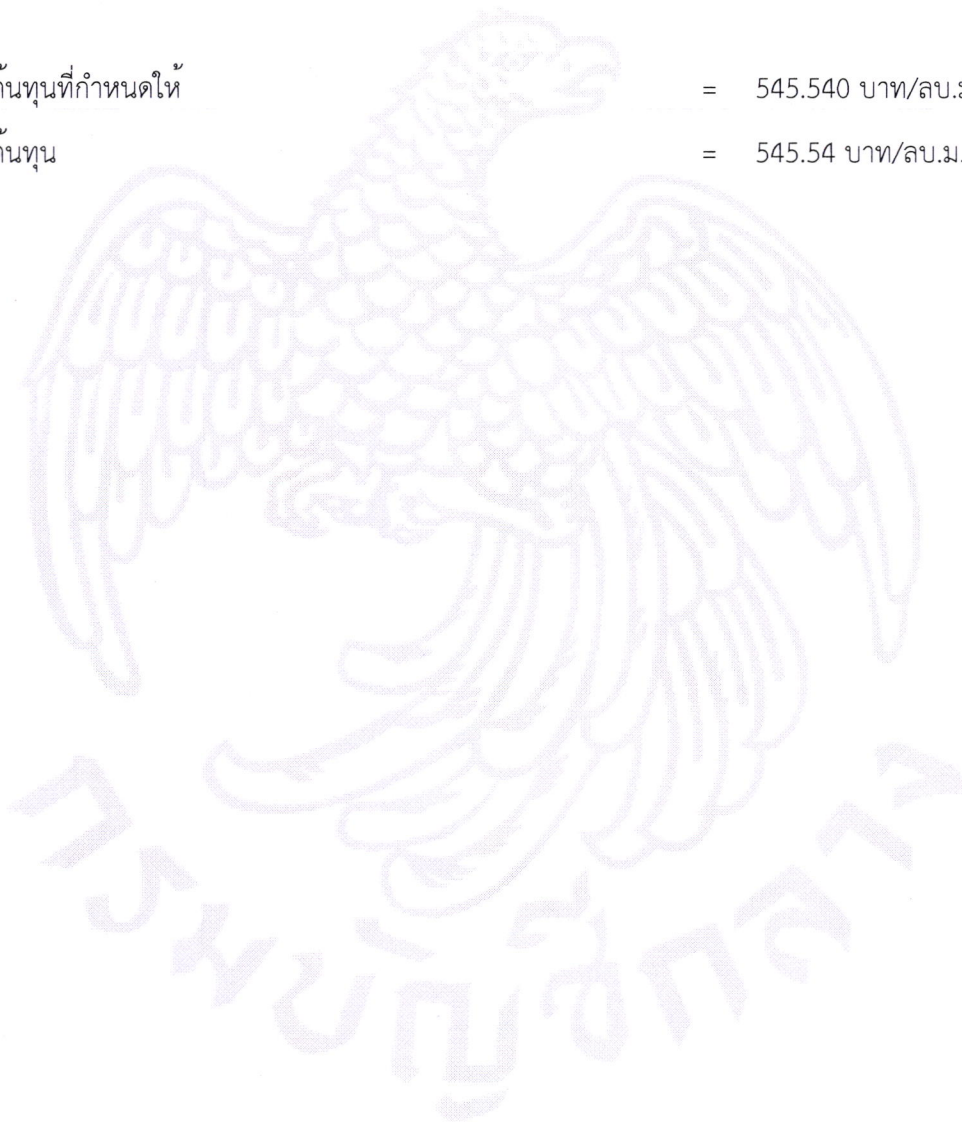 ต้นทุนที่กำหนดให้ = 545.540 บาท/ลบ.ม
ต้นทุน = 545.54 บาท/ลบ.ม.
กรมบัญชีกลาง